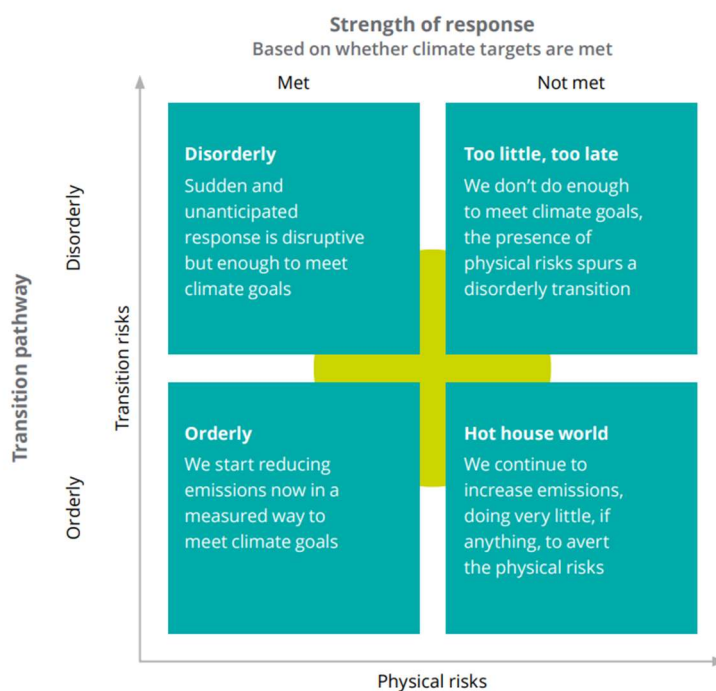 Strength of response
Based on whether climate targets are met
Met
Not met
Transition pathway
Disorderly
Orderly
Transition risks
Disorderly
Sudden and
unanticipated
response is disruptive
but enough to meet
climate goals
Too little, too late
We don’t do enough
to meet climate goals,
the presence of
physical risks spurs a
disorderly transition
Orderly
We start reducing
emissions now in a
measured way to
meet climate goals
Hot house world
We continue to
increase emissions,
doing very little, if
anything, to avert
the physical risks
Physical risks